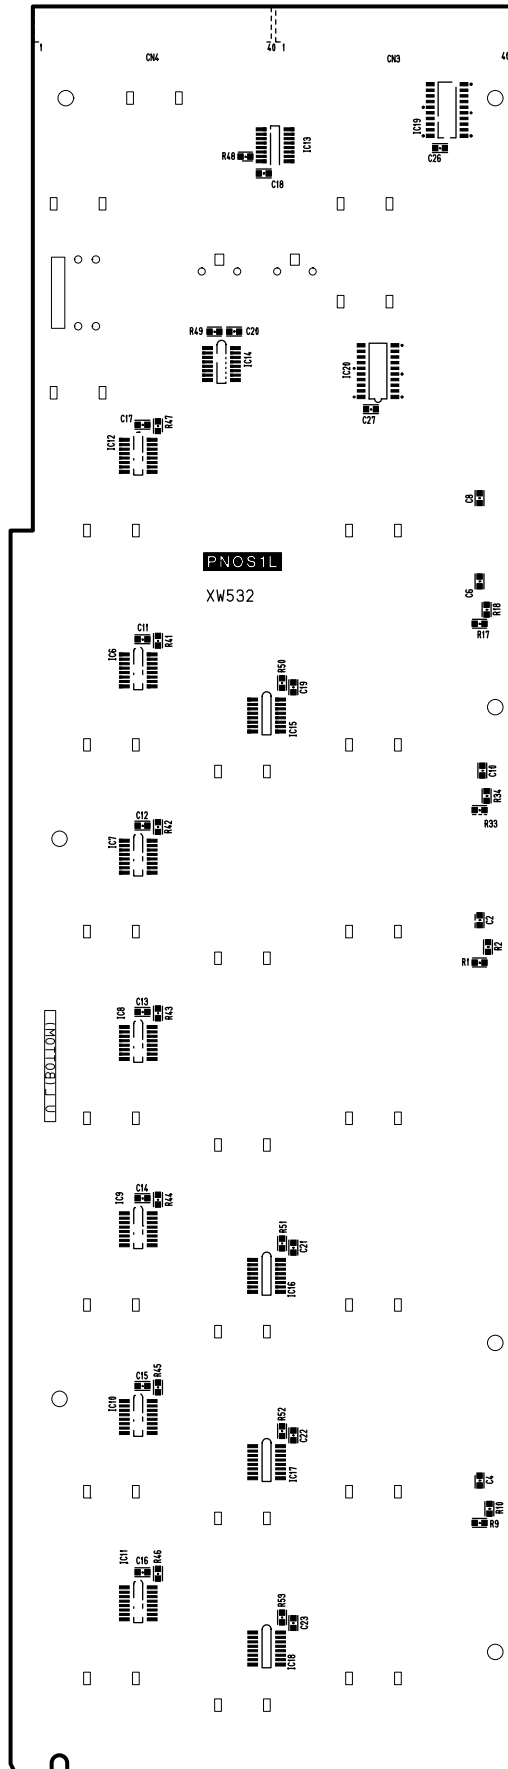 1
40 1
40
CN4
CN3
IC19
R48
IC13
C26
C18
R49
C20
IC14
IC20
C17
R47
C27
IC12
C8
PNOS1L
C6
XW532
R18
R17
C11
R41
IC6
R50
C19
IC15
C10
R34
C12
R42
R33
IC7
C2
R2
R1
C13
R43
IC8
C14
R44
IC9
R51
C21
IC16
C15
R45
IC10
R52
C22
IC17
C4
R10
R9
IC11
C16
R46
R53
C23
IC18